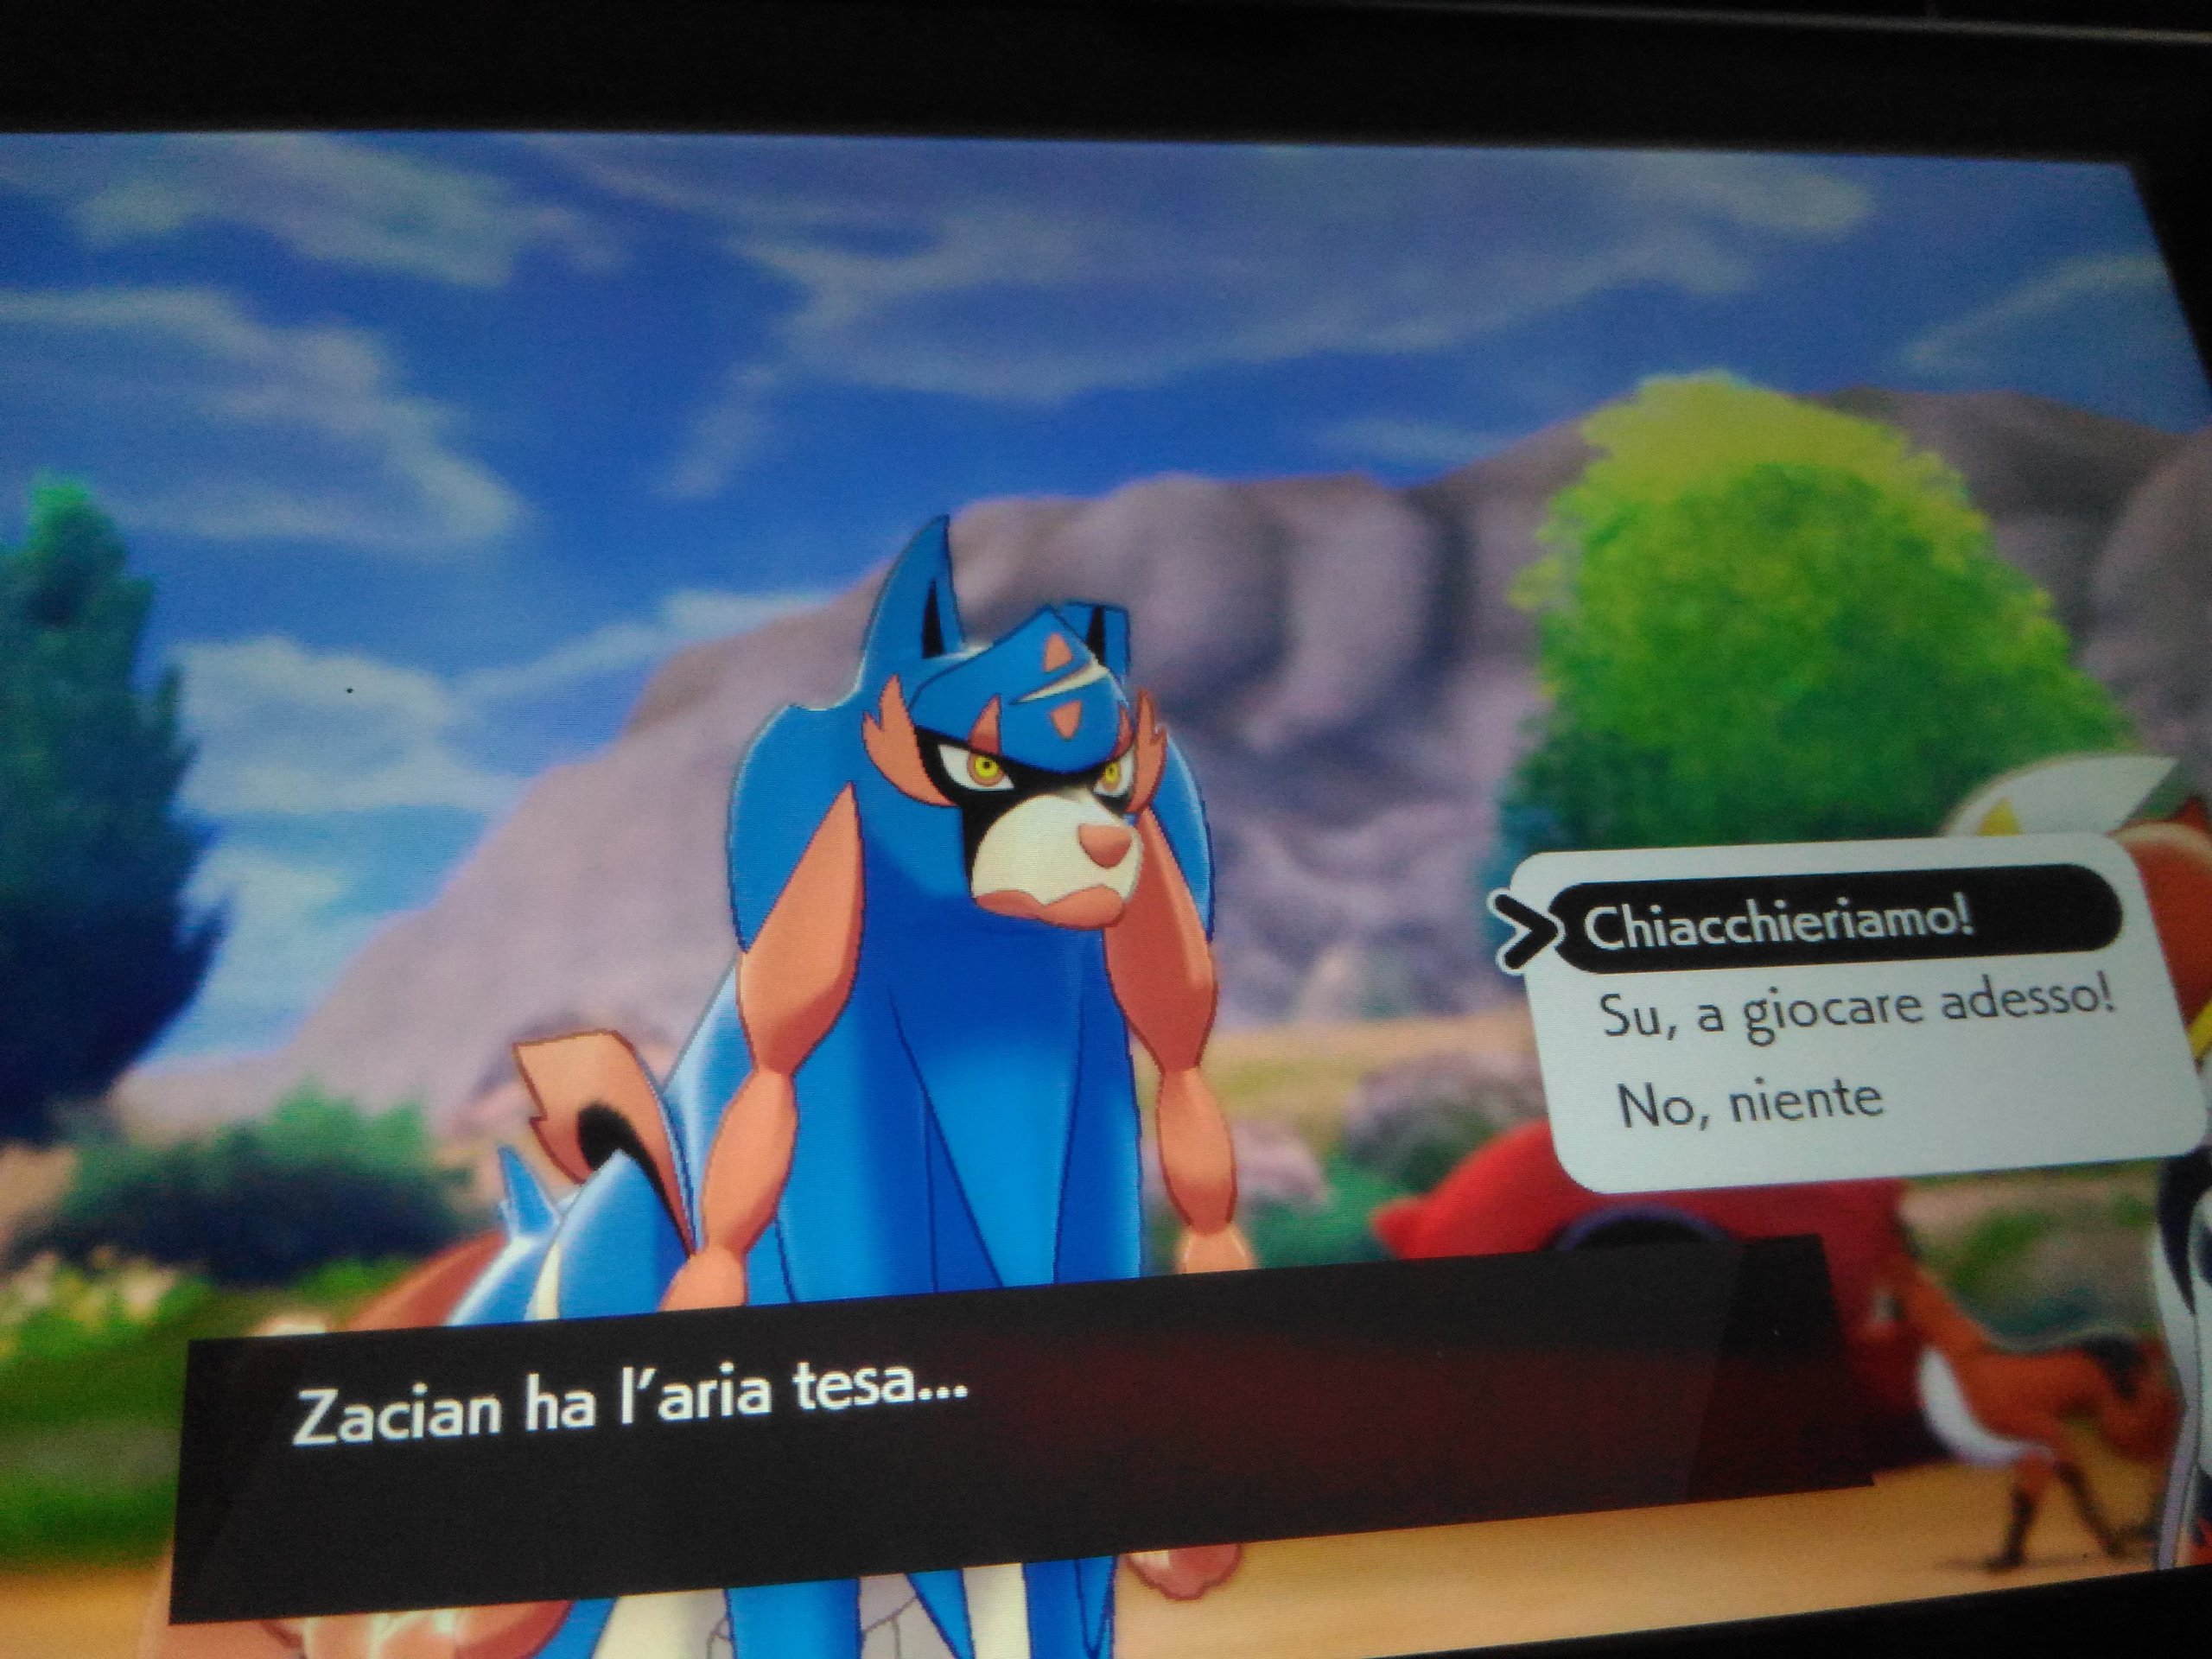 Chiacchieriamo!
Su, a giocare adesso!
No, niente
Zacian ha l'aria tesa...